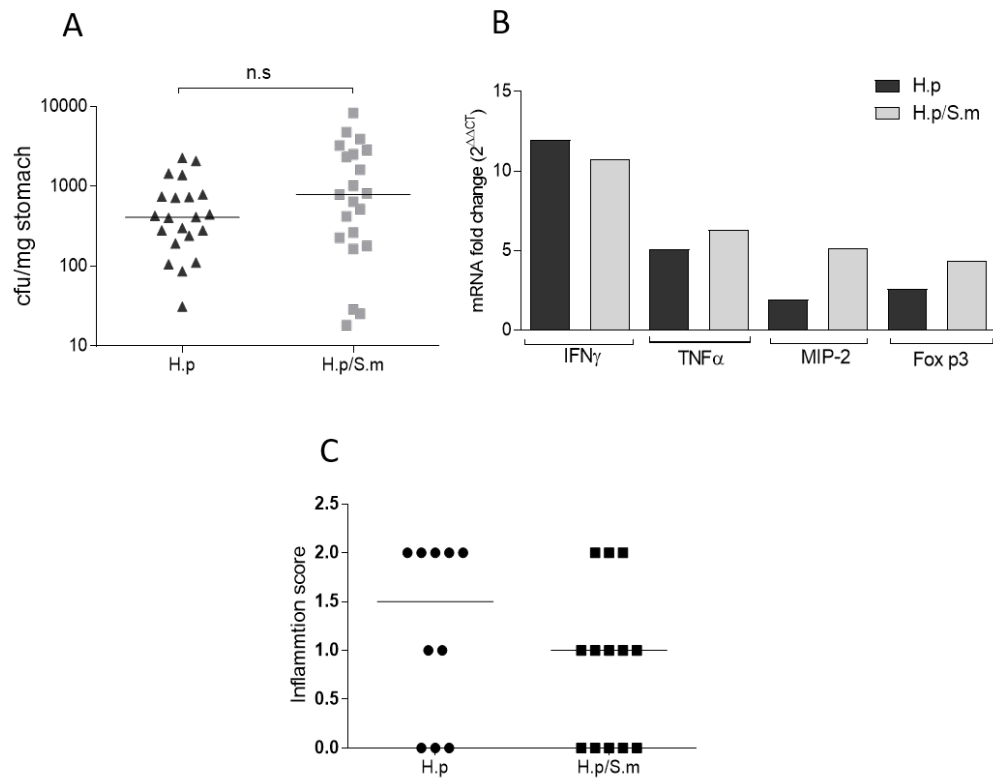 A
n.s
cfu/mg stomach
10000
1000
100
10
H.p
H.p/S.m
B
H.p
H.p/S.m
mRNA fold change (2^ΔΔCT)
15
10
5
0
IFNγ
TNFα
MIP-2
Fox p3
C
Inflammtion score
2.5
2.0
1.5
1.0
0.5
0.0
H.p
H.p/S.m